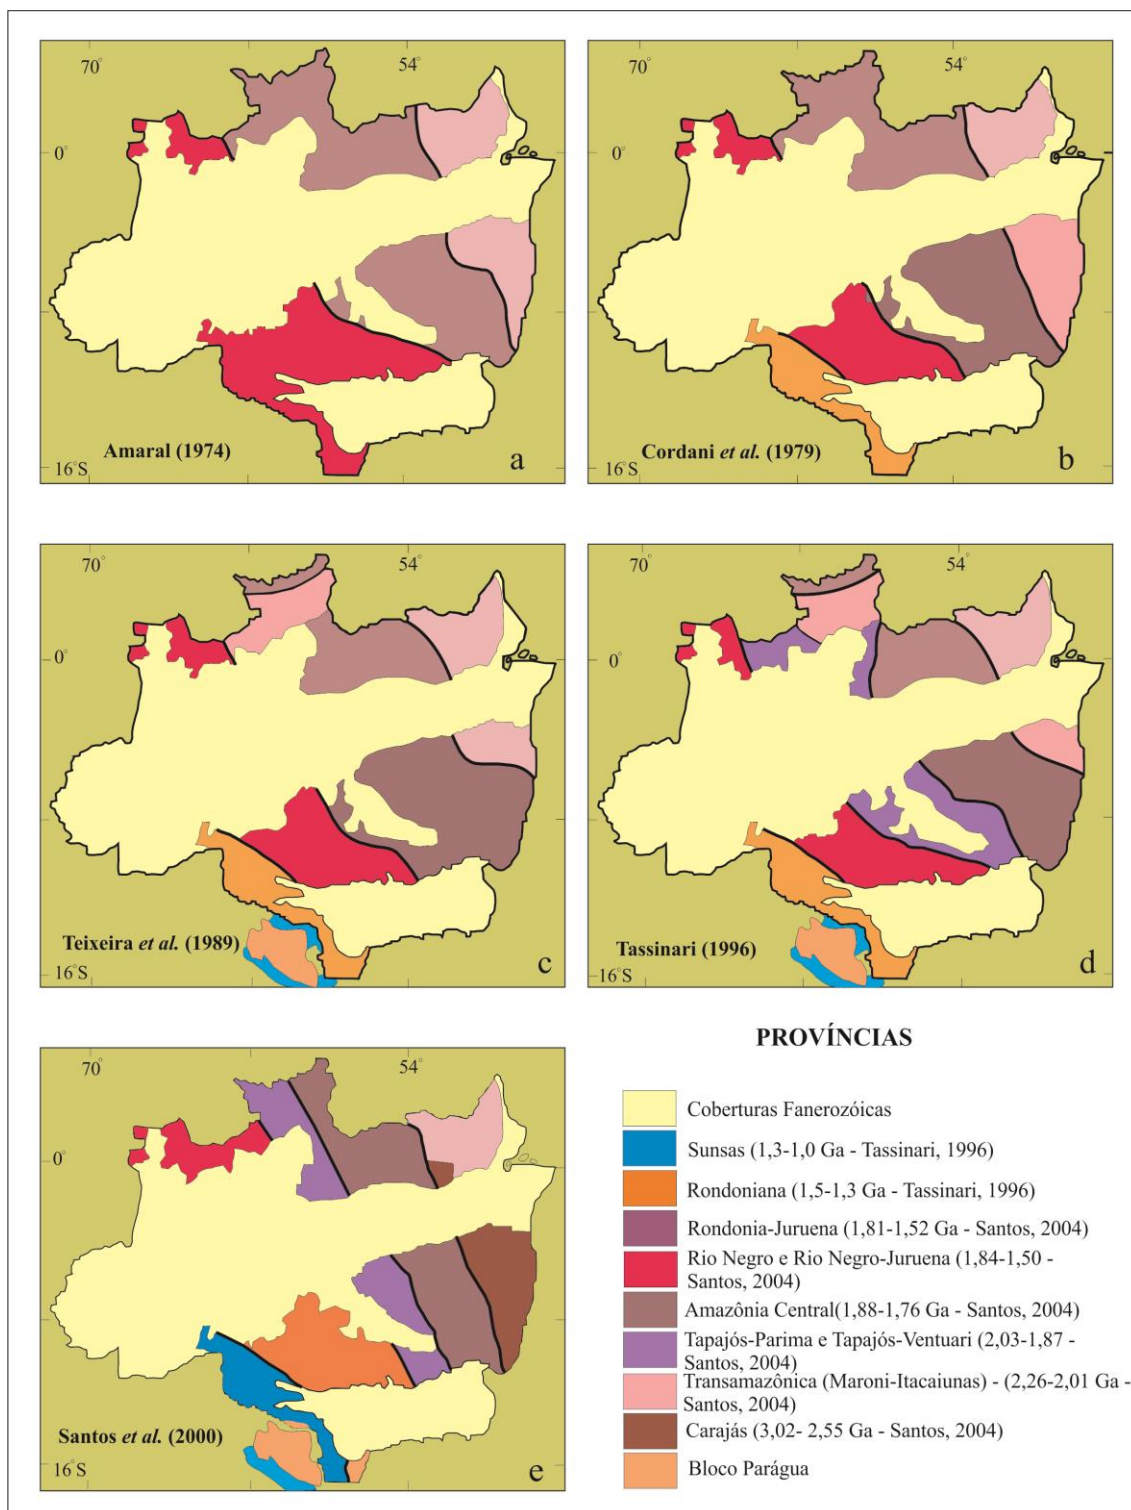 70°
54°
0°
16°S
Amaral (1974)
a
54°
0°
16°S
Cordani et al. (1979)
b
70°
54°
0°
16°S
Teixeira et al. (1989)
c
70°
54°
0°
16°S
Tassinari (1996)
d
70°
54°
0°
16°S
Santos et al. (2000)
e
PROVÍNCIAS
Coberturas Fanerozóicas
Sunsas (1,3-1,0 Ga - Tassinari, 1996)
Rondoniana (1,5-1,3 Ga - Tassinari, 1996)
Rondonia-Juruena (1,81-1,52 Ga - Santos, 2004)
Rio Negro e Rio Negro-Juruena (1,84-1,50 -
Santos, 2004)
Amazônia Central(1,88-1,76 Ga - Santos, 2004)
Tapajós-Parima e Tapajós-Ventuari (2,03-1,87 -
Santos, 2004)
Transamazônica (Maroni-Itacaiunas) - (2,26-2,01 Ga -
Santos, 2004)
Carajás (3,02- 2,55 Ga - Santos, 2004)
Bloco Parágua